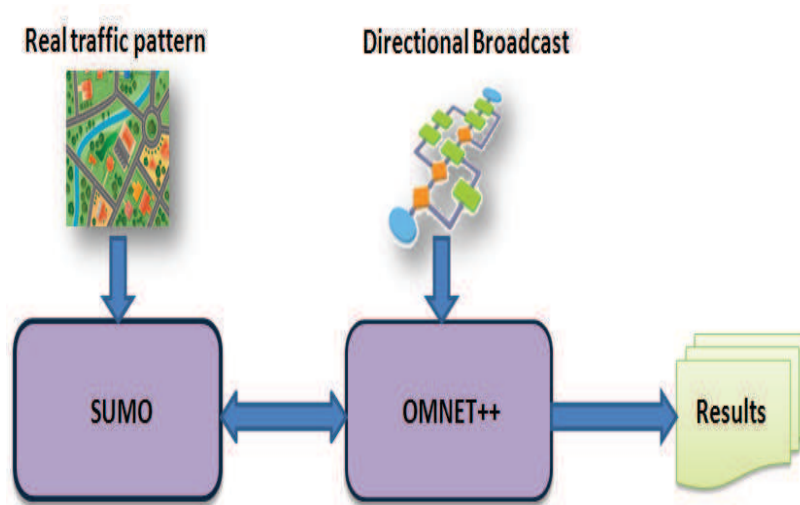 Real traffic pattern
Directional Broadcast
SUMO
OMNET++
Results